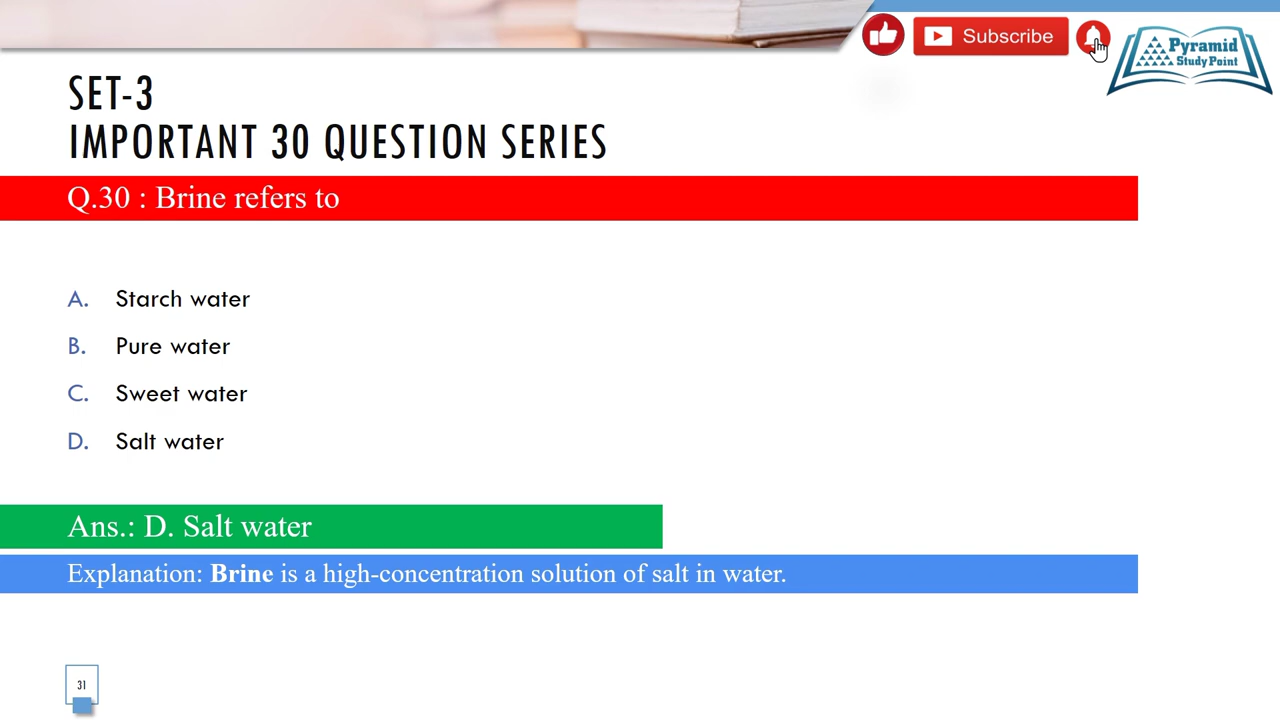 Subscribe
Pyramid
Study Point
SET-3
IMPORTANT 30 QUESTION SERIES
Q.30 : Brine refers to
A. Starch water
B. Pure water
C. Sweet water
D. Salt water
Ans.: D. Salt water
Explanation: Brine is a high-concentration solution of salt in water.
31